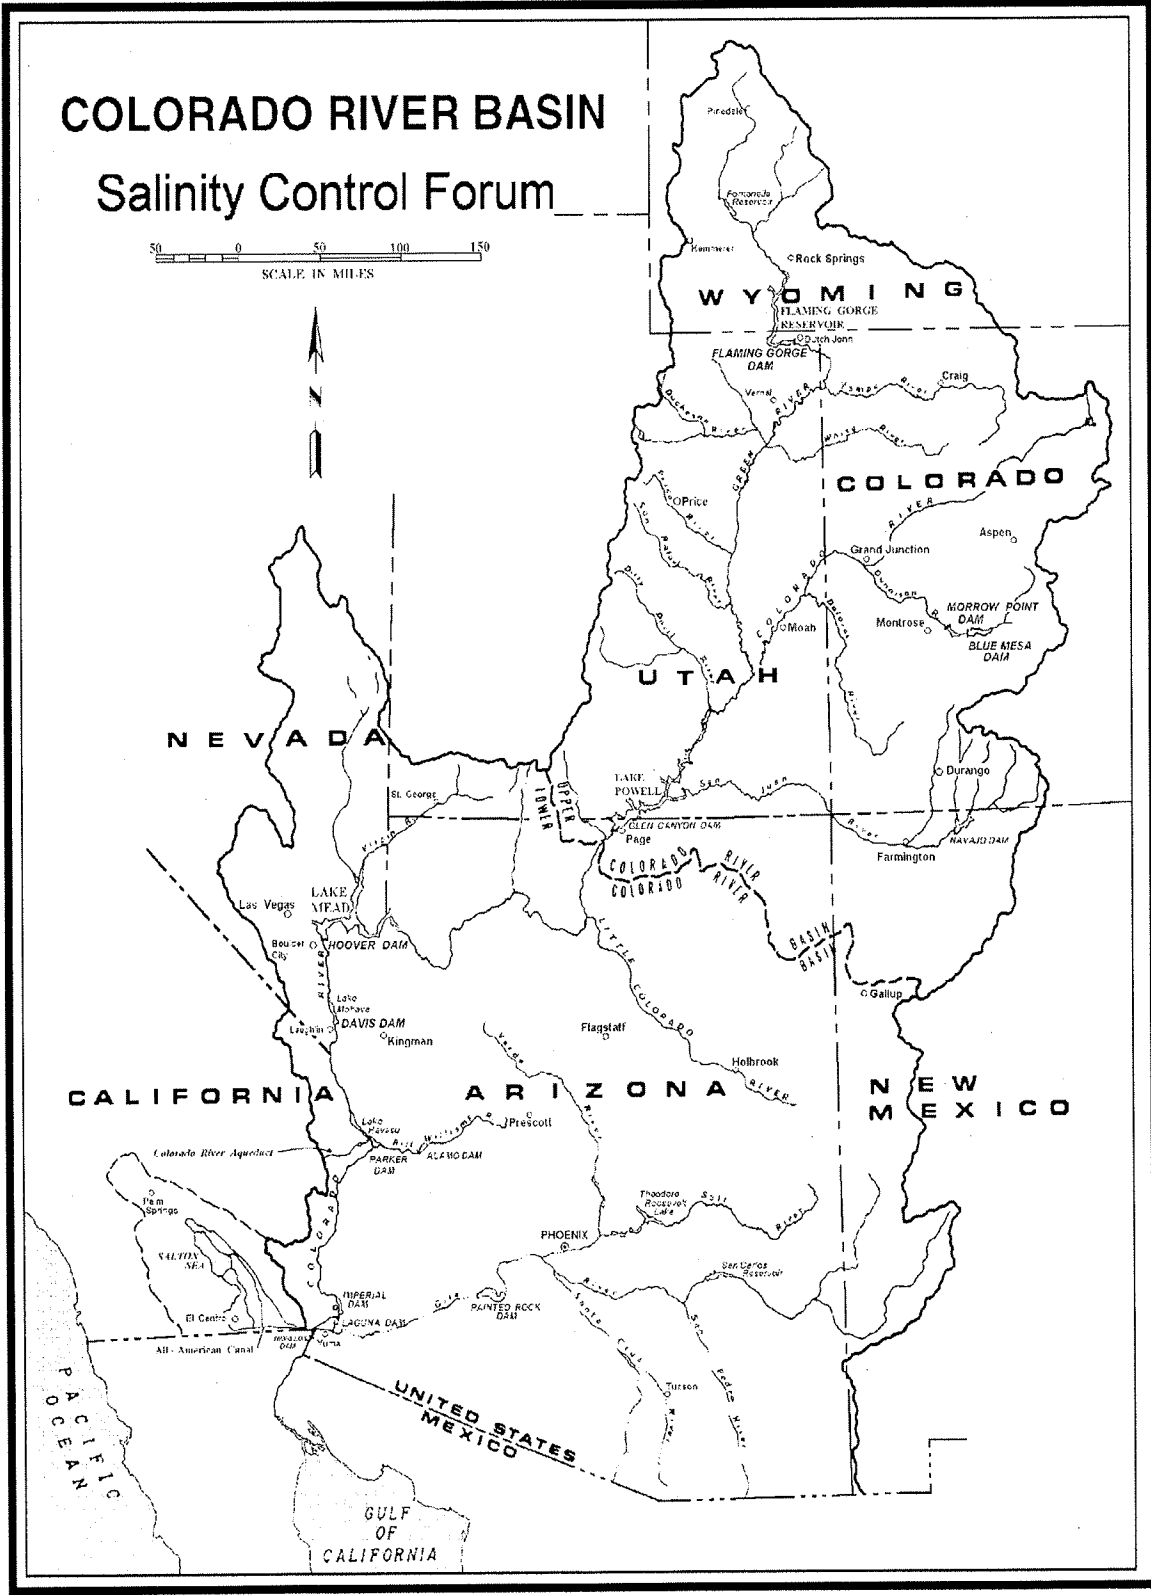 COLORADO RIVER BASIN
Salinity Control Forum
50 0 50 100 150
SCALE IN MILES
N
Pinedale
Fontenelle
Reservoir
Kemmerer
Rock Springs
WYOMING
FLAMING GORGE
RESERVOIR
Dutch John
FLAMING GORGE
DAM
Vernal
Yampa River
Craig
Duchesne
River
GREEN RIVER
White River
COLORADO
Price River
Price
San Rafael River
RIVER
Aspen
Grand Junction
Dirty Devil River
COLORADO
Gunnison R.
MORROW POINT
DAM
Moab
Dolores River
Montrose
BLUE MESA
DAM
UTAH
NEVADA
LAKE
POWELL
San Juan River
Durango
St. George
UPPER
LOWER
Virgin R.
GLEN CANYON DAM
Page
NAVAJO DAM
Farmington
COLORADO RIVER BASIN
COLORADO RIVER BASIN
LAKE
MEAD
Las Vegas
Boulder
City
HOOVER DAM
RIVER
LITTLE COLORADO RIVER
Gallup
Lake
Mohave
Laughlin
DAVIS DAM
Kingman
Verde River
Flagstaff
Holbrook
CALIFORNIA
ARIZONA
NEW
MEXICO
Lake
Havasu
Bill Williams R.
Prescott
Colorado River Aqueduct
PARKER
DAM
ALAMO DAM
Palm
Springs
COLORADO
Theodore
Roosevelt
Lake
Salt River
PHOENIX
SALTON
SEA
San Carlos
Reservoir
IMPERIAL
DAM
Gila River
PAINTED ROCK
DAM
El Centro
LAGUNA DAM
MORELOS
DAM
Yuma
All-American Canal
Santa Cruz River
San Pedro River
Tucson
UNITED STATES
MEXICO
PACIFIC
OCEAN
GULF
OF
CALIFORNIA